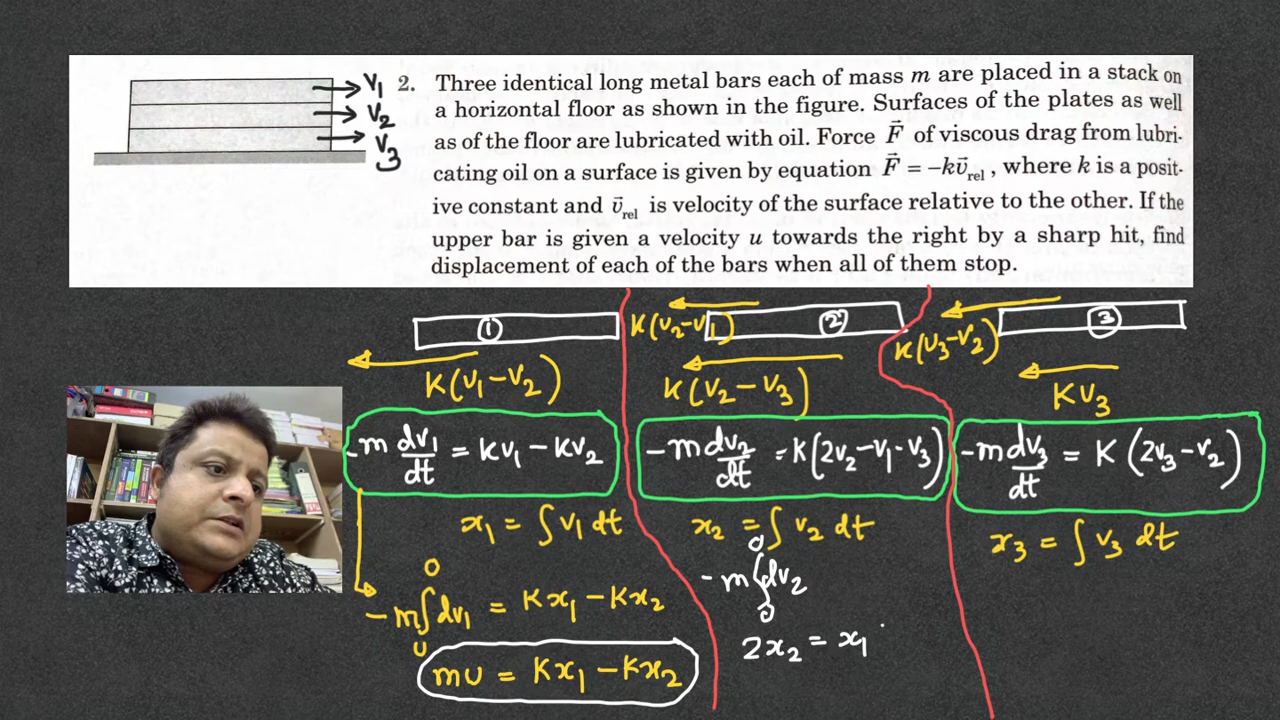 V1
V2
V3
2. Three identical long metal bars each of mass m are placed in a stack on
a horizontal floor as shown in the figure. Surfaces of the plates as well
as of the floor are lubricated with oil. Force F⃗ of viscous drag from lubri-
cating oil on a surface is given by equation F⃗ = −kv⃗rel, where k is a posit-
ive constant and v⃗rel is velocity of the surface relative to the other. If the
upper bar is given a velocity u towards the right by a sharp hit, find
displacement of each of the bars when all of them stop.
①
K(v1−v2)
-m dv1/dt = kv1 − kv2
x1 = ∫ v1 dt
-m ∫U0 dv1 = Kx1 − Kx2
mU = Kx1 − Kx2
K(v2−v1)
②
K(v2−v3)
-m dv2/dt = K(2v2−v1−v3)
x2 = ∫ v2 dt
-m ∫00 dv2
2x2 = x1
K(v3−v2)
③
Kv3
-m dv3/dt = K(2v3−v2)
x3 = ∫ v3 dt